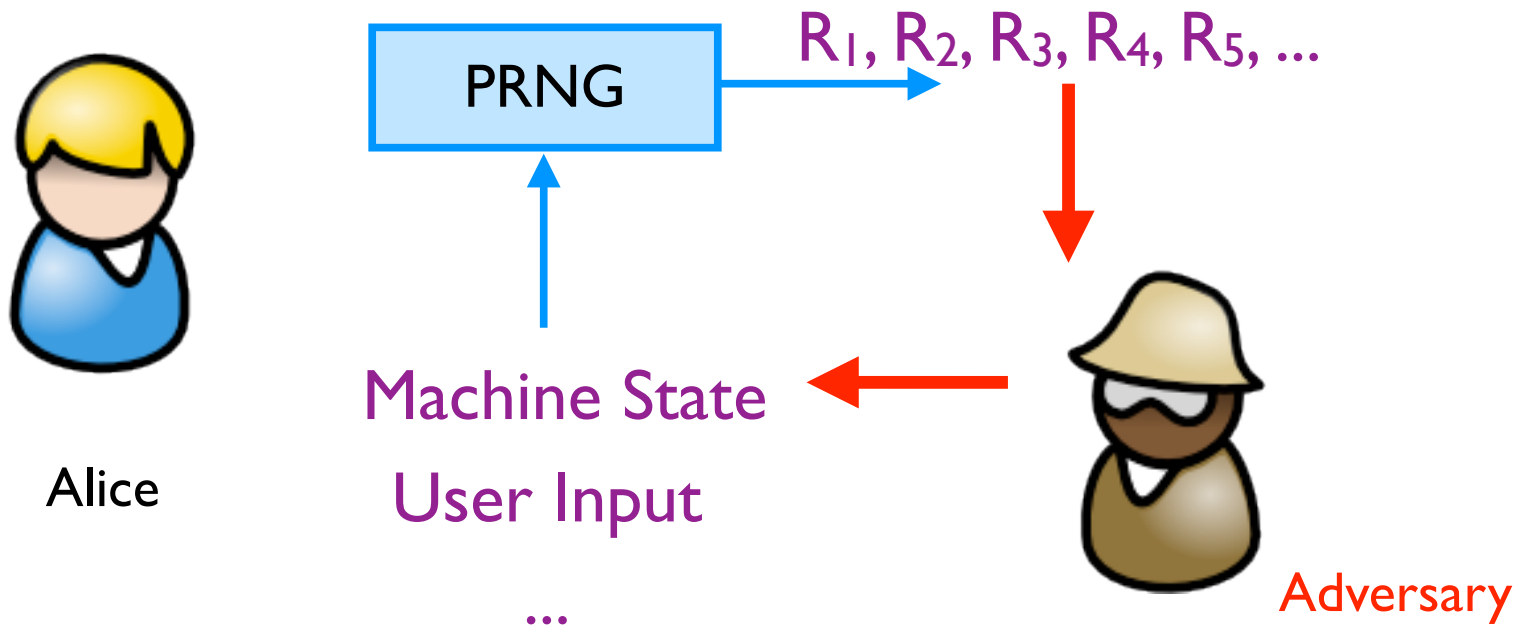 R₁, R₂, R₃, R₄, R₅, ...
PRNG
Machine State
Alice
User Input
...
Adversary